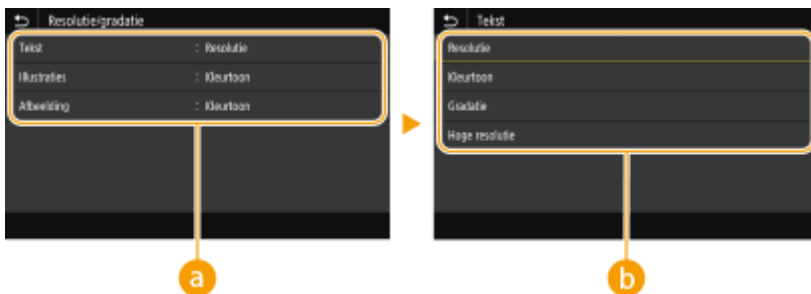 Resolutie/gradatie
Tekst : Resolutie
Illustraties : Kleurtoon
Afbeelding : Kleurtoon
a
Tekst
Resolutie
Kleurtoon
Gradatie
Hoge resolutie
b